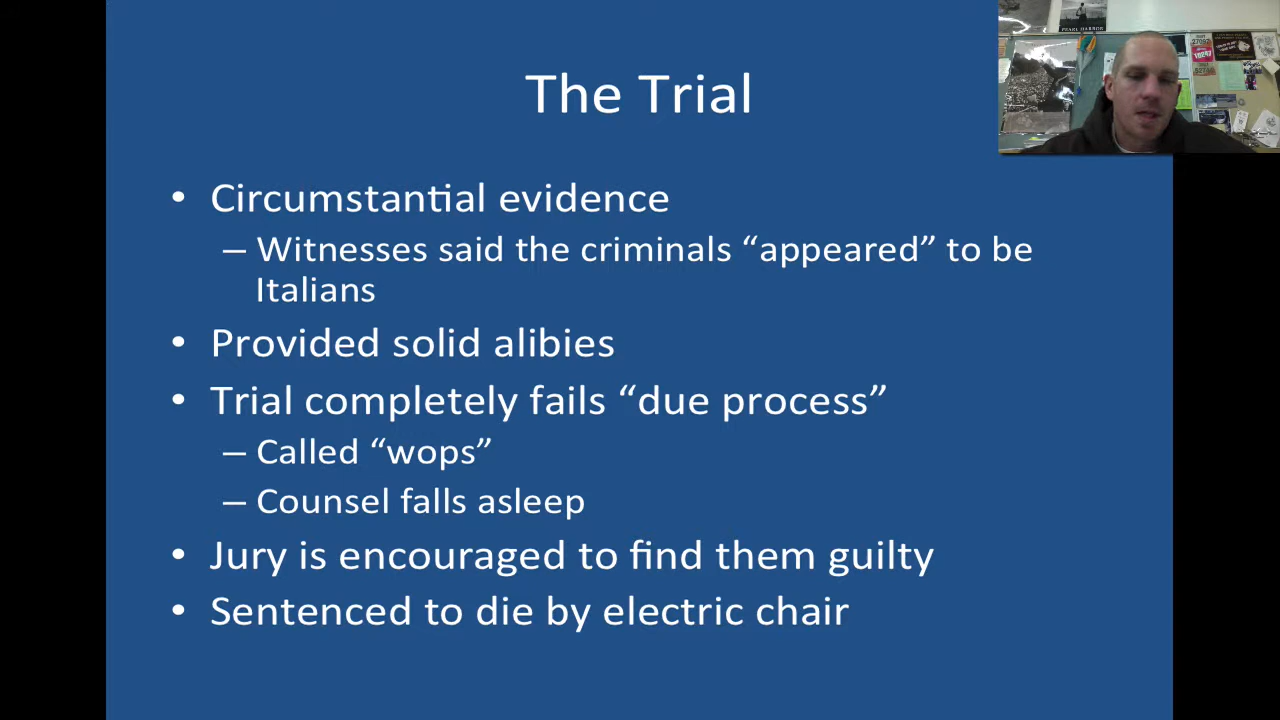 PEARL HARBOR
The Trial
• Circumstantial evidence
– Witnesses said the criminals “appeared” to be
Italians
• Provided solid alibies
• Trial completely fails “due process”
– Called “wops”
– Counsel falls asleep
• Jury is encouraged to find them guilty
• Sentenced to die by electric chair